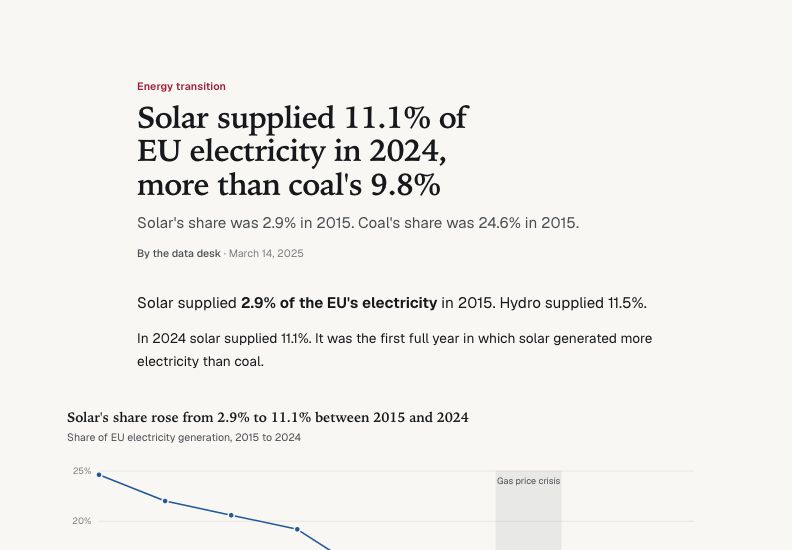 Energy transition
Solar supplied 11.1% of
EU electricity in 2024,
more than coal's 9.8%
Solar's share was 2.9% in 2015. Coal's share was 24.6% in 2015.
By the data desk · March 14, 2025
Solar supplied 2.9% of the EU's electricity in 2015. Hydro supplied 11.5%.
In 2024 solar supplied 11.1%. It was the first full year in which solar generated more
electricity than coal.
Solar's share rose from 2.9% to 11.1% between 2015 and 2024
Share of EU electricity generation, 2015 to 2024
25%
Gas price crisis
20%